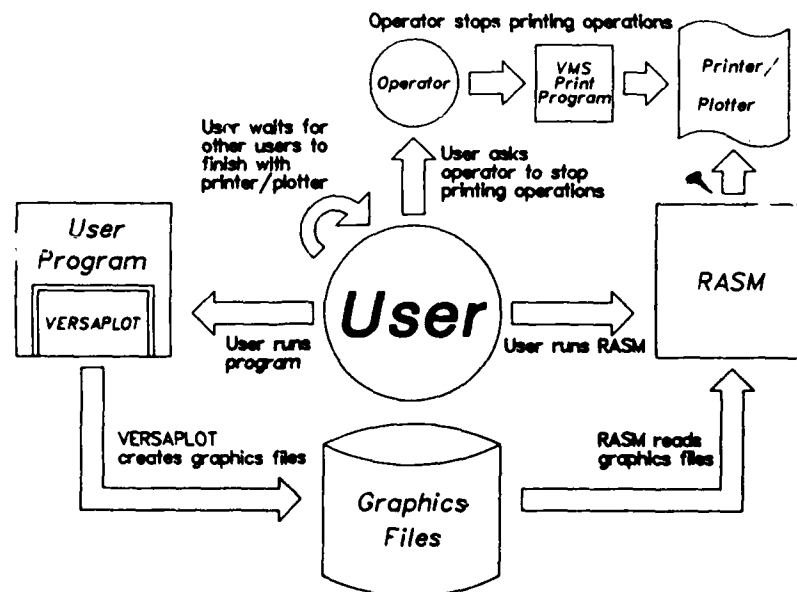 Operator stops printing operations
Operator
VMS
Print
Program
Printer/
Plotter
User waits for
other users to
finish with
printer/plotter
User asks
operator to stop
printing operations
User
Program
VERSAPLOT
User
RASM
User runs
program
User runs RASM
VERSAPLOT
creates graphics files
RASM reads
graphics files
Graphics
Files